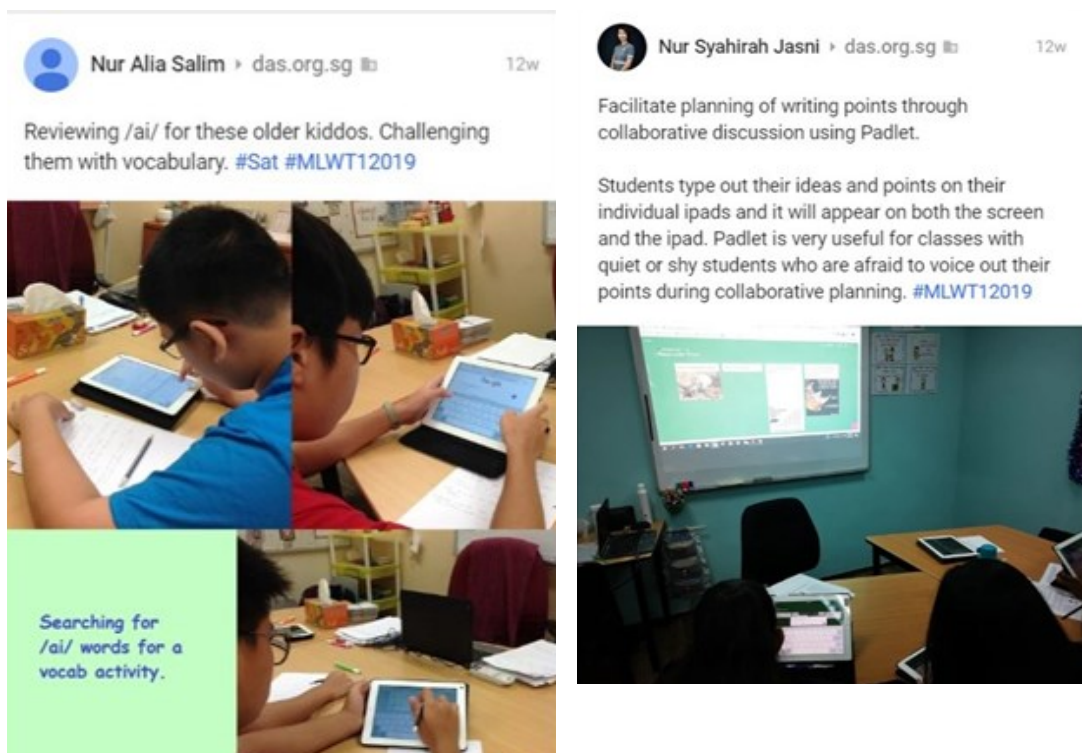 Nur Alia Salim ▸ das.org.sg
12w
Reviewing /ai/ for these older kiddos. Challenging
them with vocabulary. #Sat #MLWT12019
Searching for
/ai/ words for a
vocab activity.
Nur Syahirah Jasni ▸ das.org.sg
12w
Facilitate planning of writing points through
collaborative discussion using Padlet.
Students type out their ideas and points on their
individual ipads and it will appear on both the screen
and the ipad. Padlet is very useful for classes with
quiet or shy students who are afraid to voice out their
points during collaborative planning. #MLWT12019